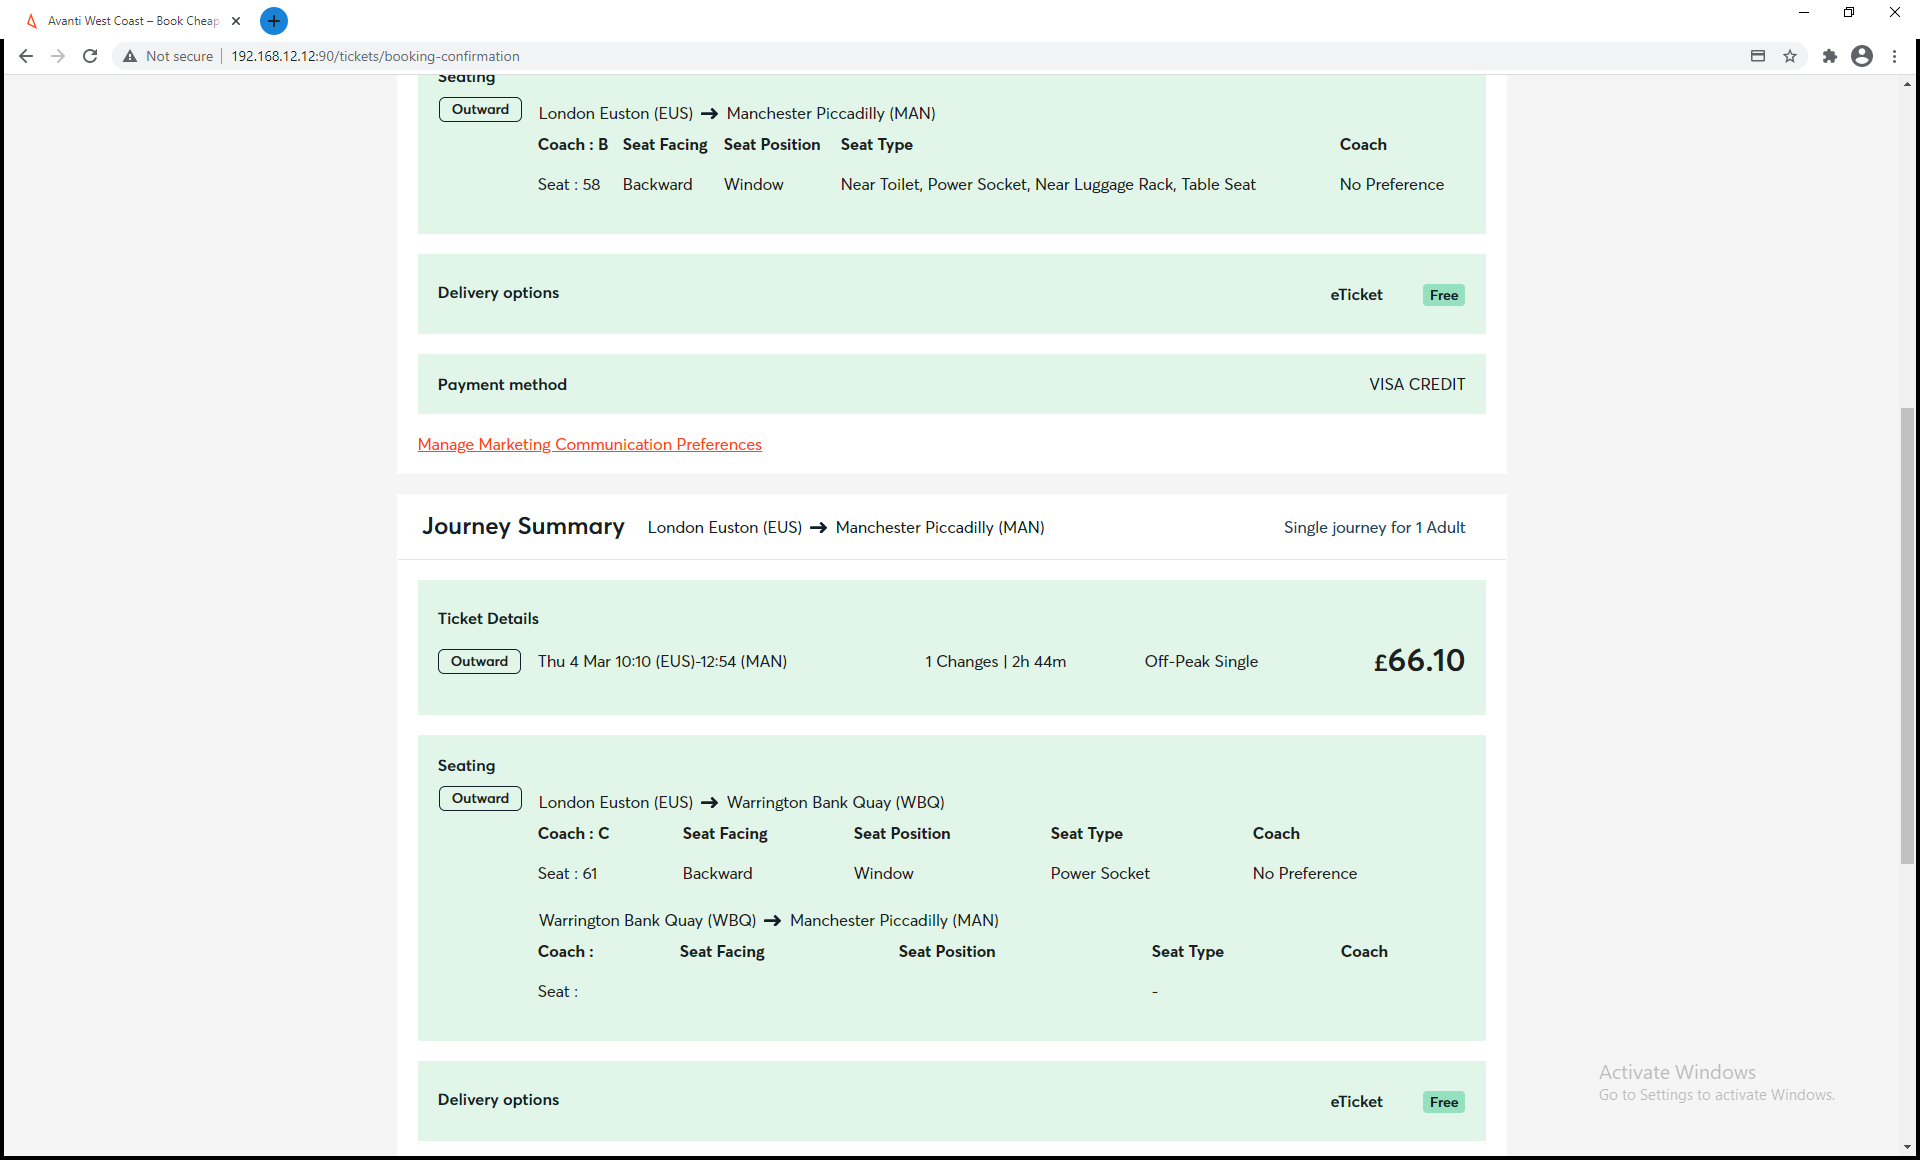 Avanti West Coast – Book Cheap
Not secure 192.168.12.12:90/tickets/booking-confirmation
Seating
Outward London Euston (EUS) → Manchester Piccadilly (MAN)
Coach : B Seat Facing Seat Position Seat Type Coach
Seat : 58 Backward Window Near Toilet, Power Socket, Near Luggage Rack, Table Seat No Preference
Delivery options eTicket Free
Payment method VISA CREDIT
Manage Marketing Communication Preferences
Journey Summary London Euston (EUS) → Manchester Piccadilly (MAN) Single journey for 1 Adult
Ticket Details
Outward Thu 4 Mar 10:10 (EUS)-12:54 (MAN) 1 Changes | 2h 44m Off-Peak Single £66.10
Seating
Outward London Euston (EUS) → Warrington Bank Quay (WBQ)
Coach : C Seat Facing Seat Position Seat Type Coach
Seat : 61 Backward Window Power Socket No Preference
Warrington Bank Quay (WBQ) → Manchester Piccadilly (MAN)
Coach : Seat Facing Seat Position Seat Type Coach
Seat : -
Delivery options eTicket Free
Activate Windows
Go to Settings to activate Windows.